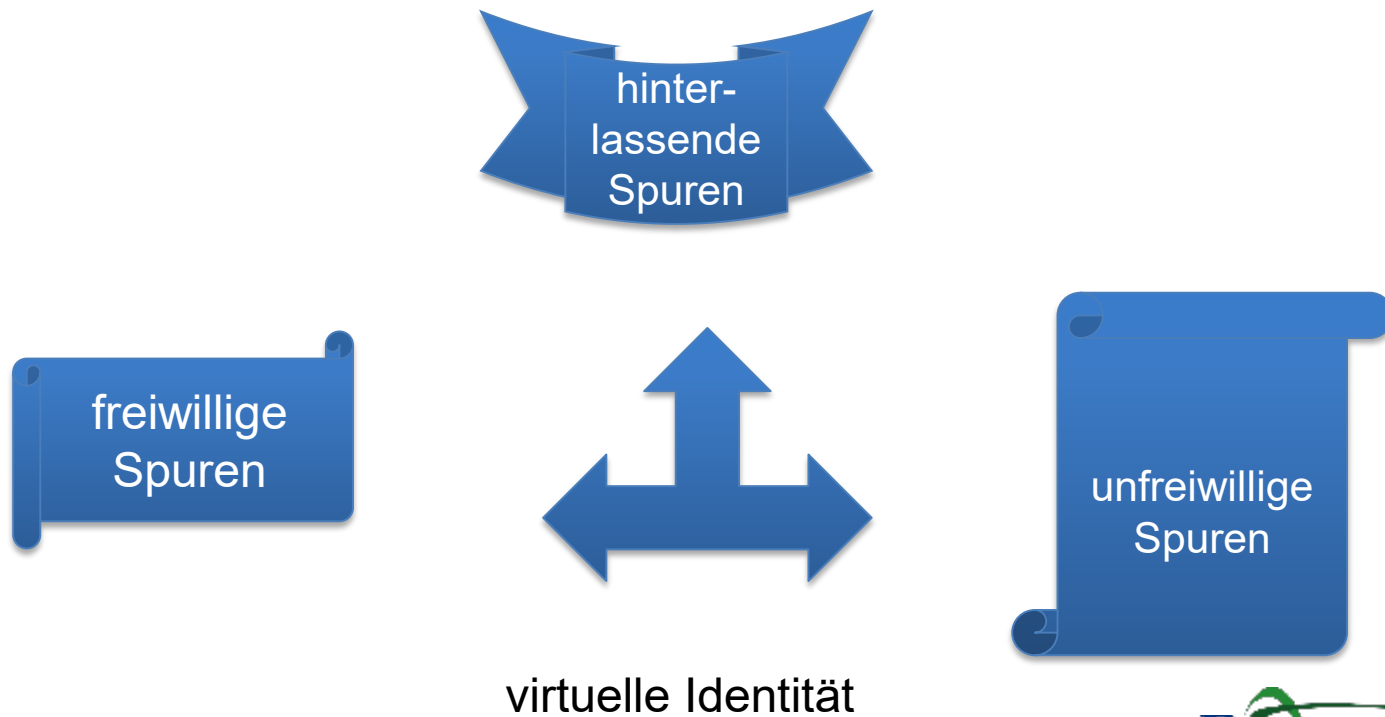 hinter-
lassende
Spuren
freiwillige
Spuren
unfreiwillige
Spuren
virtuelle Identität